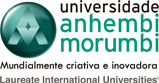 universidade
anhembi
morumbi
Mundialmente criativa e inovadora
Laureate International Universities®